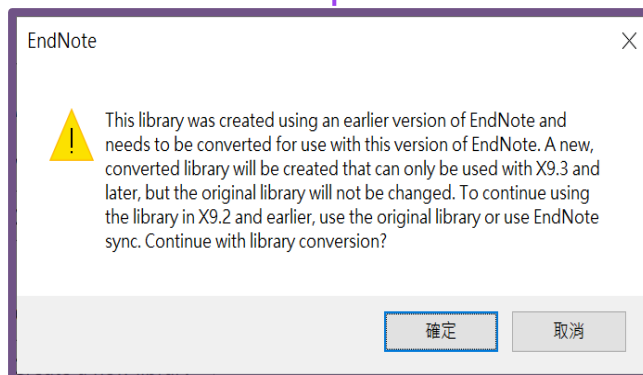 EndNote
This library was created using an earlier version of EndNote and
needs to be converted for use with this version of EndNote. A new,
converted library will be created that can only be used with X9.3 and
later, but the original library will not be changed. To continue using
the library in X9.2 and earlier, use the original library or use EndNote
sync. Continue with library conversion?
確定
取消